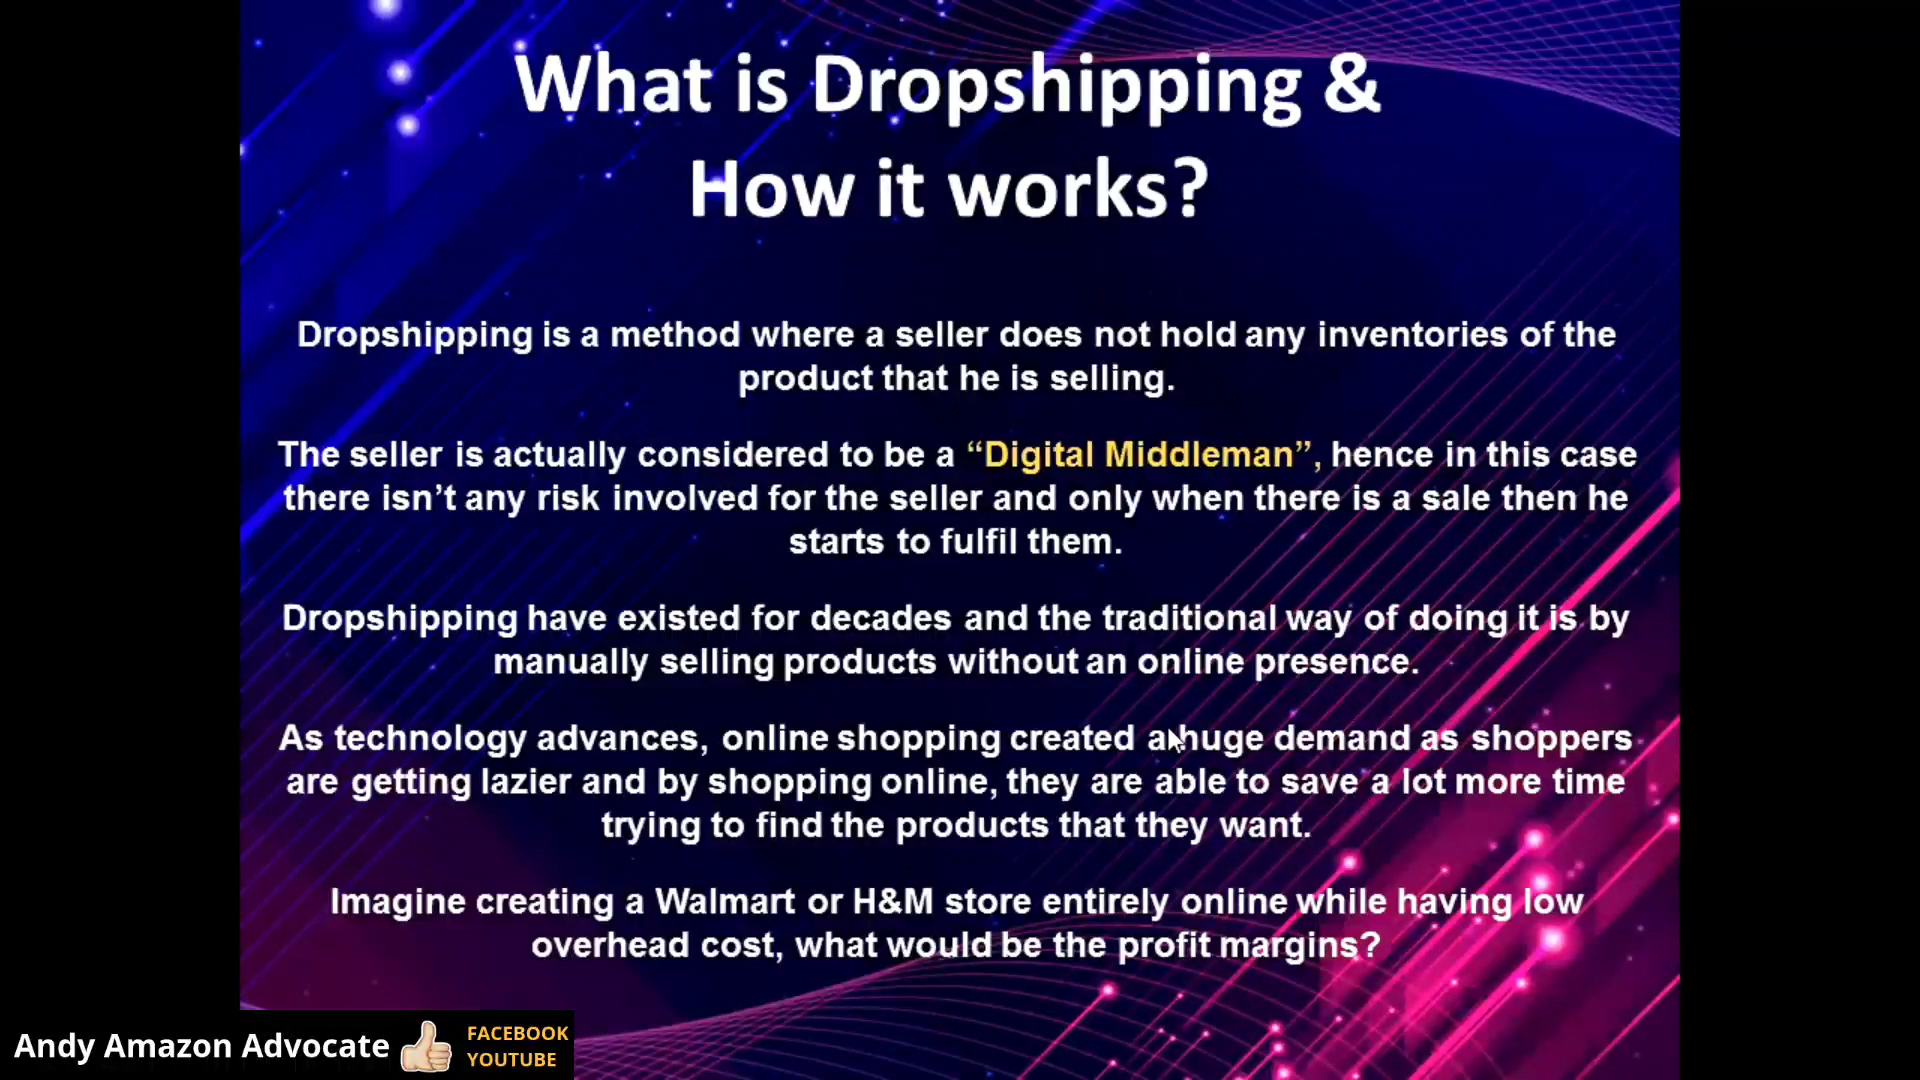 What is Dropshipping &
How it works?
Dropshipping is a method where a seller does not hold any inventories of the
product that he is selling.
The seller is actually considered to be a “Digital Middleman”, hence in this case
there isn’t any risk involved for the seller and only when there is a sale then he
starts to fulfil them.
Dropshipping have existed for decades and the traditional way of doing it is by
manually selling products without an online presence.
As technology advances, online shopping created a huge demand as shoppers
are getting lazier and by shopping online, they are able to save a lot more time
trying to find the products that they want.
Imagine creating a Walmart or H&M store entirely online while having low
overhead cost, what would be the profit margins?
Andy Amazon Advocate
FACEBOOK
YOUTUBE